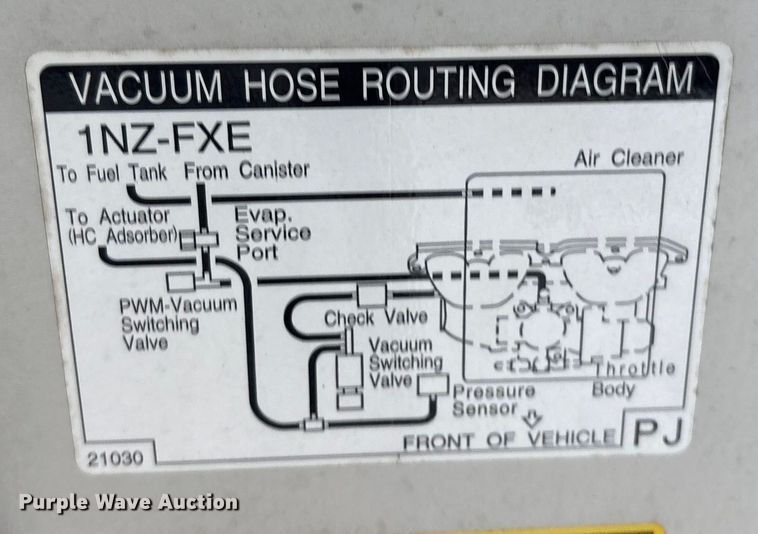 VACUUM HOSE ROUTING DIAGRAM
1NZ-FXE
To Fuel Tank From Canister
Air Cleaner
To Actuator
(HC Adsorber)
Evap.
Service
Port
PWM-Vacuum
Switching
Valve
Check Valve
Vacuum
Switching
Valve
Pressure
Sensor
Throttle
Body
FRONT OF VEHICLE
PJ
21030
Purple Wave Auction